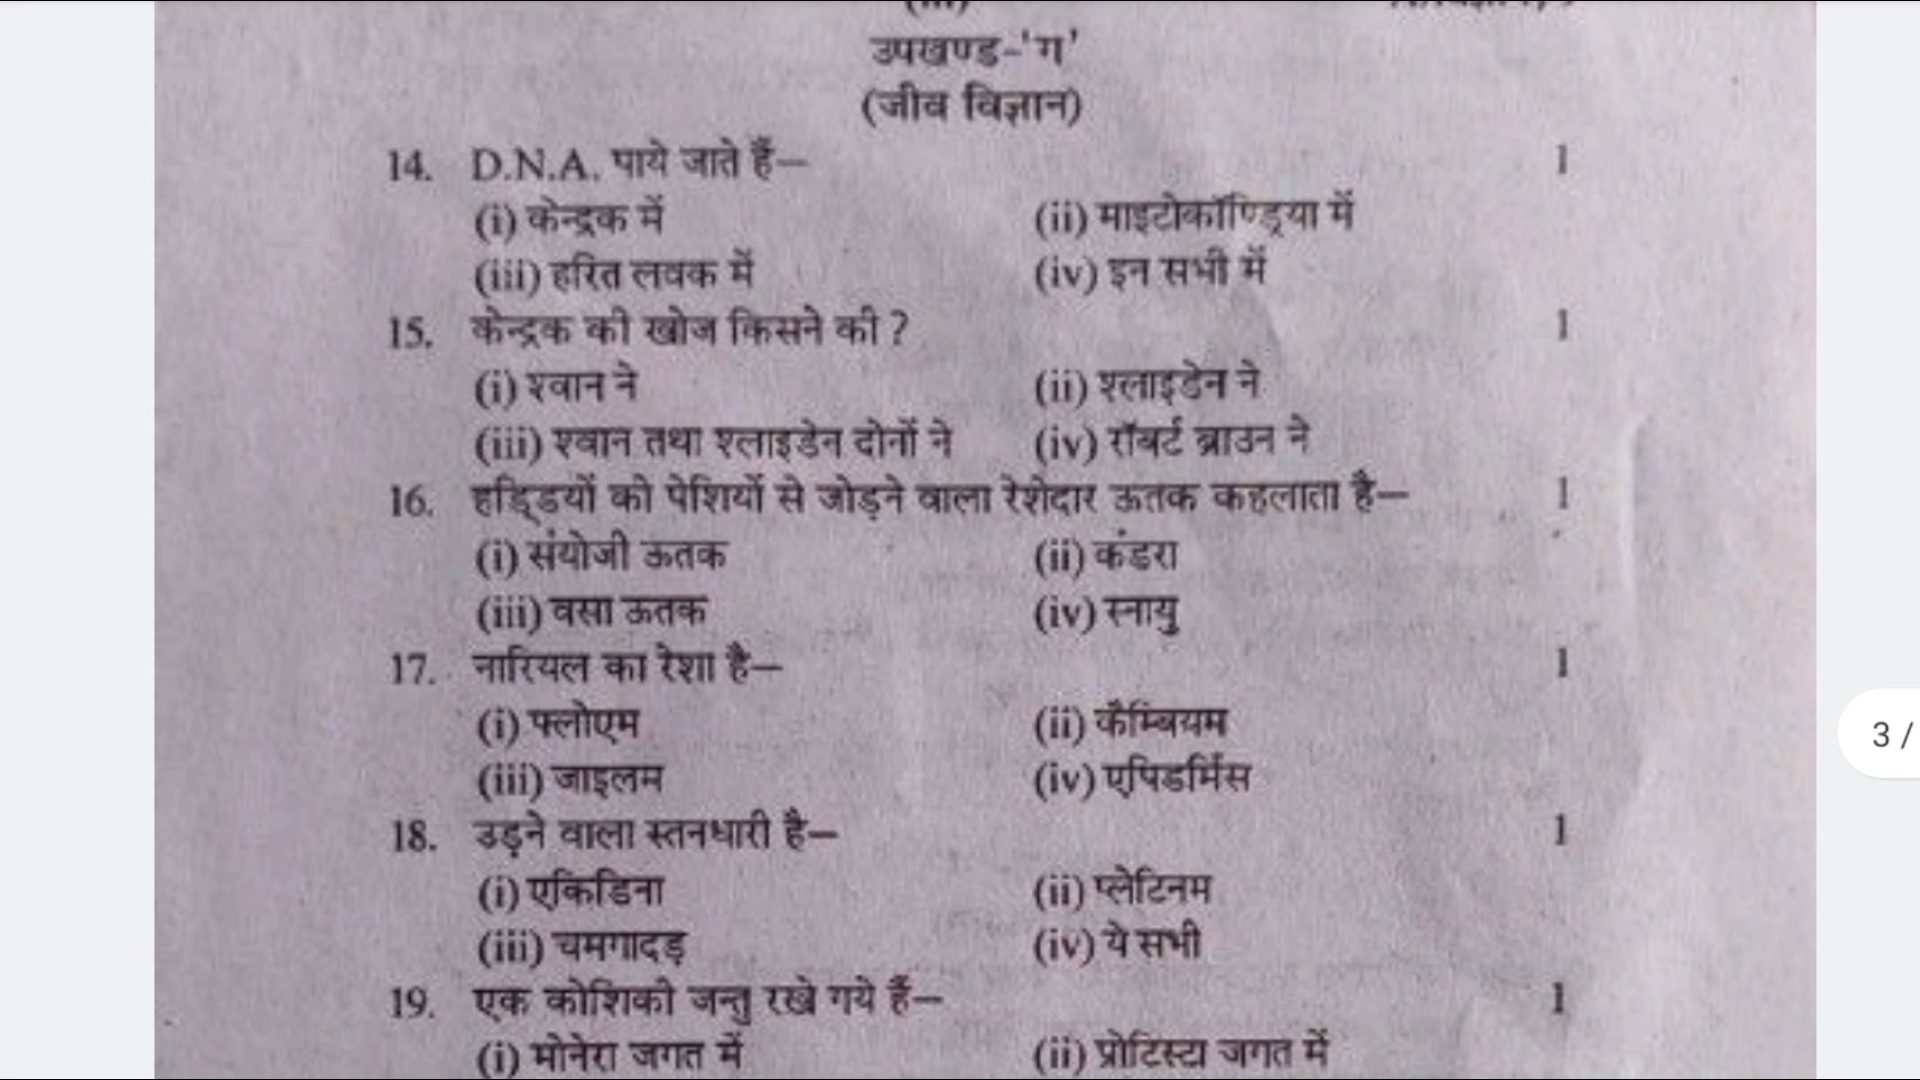 (iii)
उपखण्ड-'ग'
(जीव विज्ञान)
14. D.N.A. पाये जाते हैं— 1
(i) केन्द्रक में (ii) माइटोकॉण्ड्रिया में
(iii) हरित लवक में (iv) इन सभी में
15. केन्द्रक की खोज किसने की ? 1
(i) श्वान ने (ii) श्लाइडेन ने
(iii) श्वान तथा श्लाइडेन दोनों ने (iv) रॉबर्ट ब्राउन ने
16. हड्डियों को पेशियों से जोड़ने वाला रेशेदार ऊतक कहलाता है— 1
(i) संयोजी ऊतक (ii) कंडरा
(iii) वसा ऊतक (iv) स्नायु
17. नारियल का रेशा है— 1
(i) फ्लोएम (ii) कैम्बियम
(iii) जाइलम (iv) एपिडर्मिस
18. उड़ने वाला स्तनधारी है— 1
(i) एकिडिना (ii) प्लेटिनम
(iii) चमगादड़ (iv) ये सभी
19. एक कोशिकी जन्तु रखे गये हैं— 1
(i) मोनेरा जगत में (ii) प्रोटिस्टा जगत में
3 /